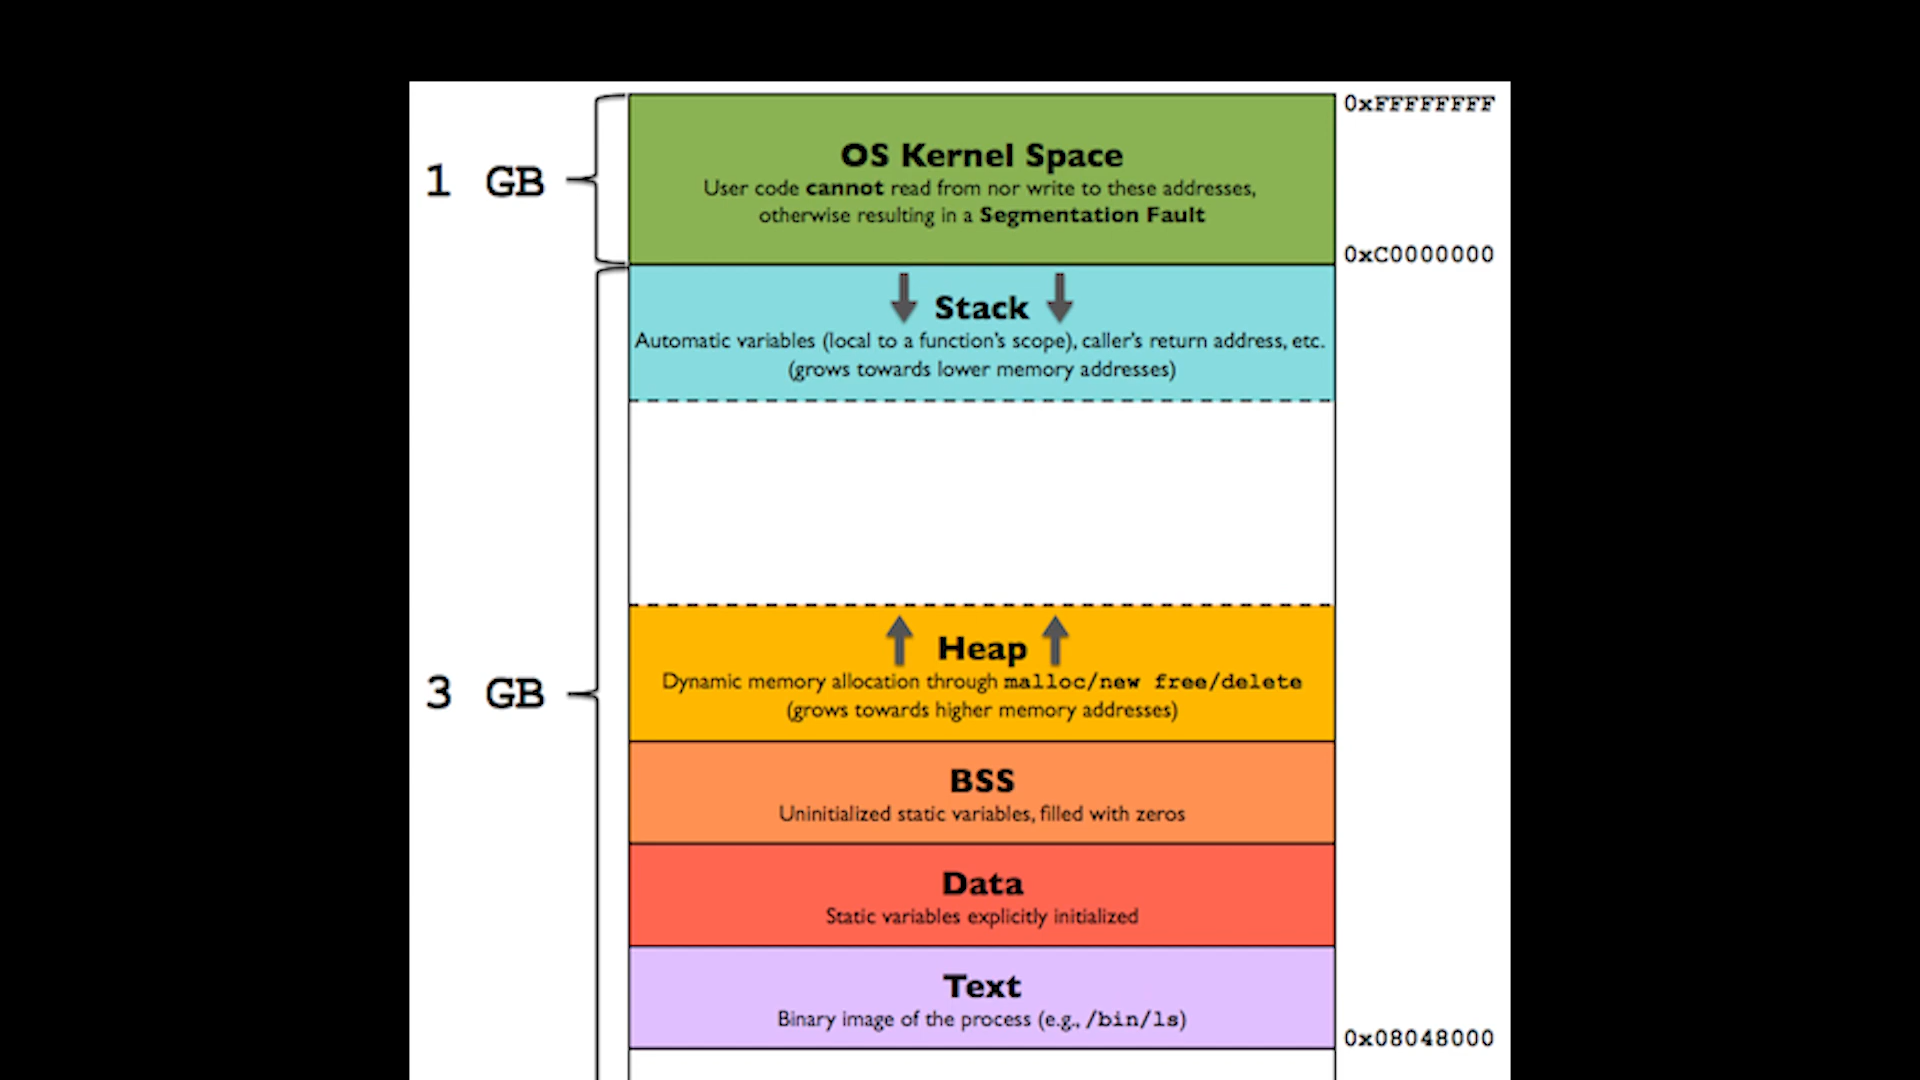 0xFFFFFFFF
1 GB
OS Kernel Space
User code cannot read from nor write to these addresses,
otherwise resulting in a Segmentation Fault
0xC0000000
Stack
Automatic variables (local to a function's scope), caller's return address, etc.
(grows towards lower memory addresses)
3 GB
Heap
Dynamic memory allocation through malloc/new free/delete
(grows towards higher memory addresses)
BSS
Uninitialized static variables, filled with zeros
Data
Static variables explicitly initialized
Text
Binary image of the process (e.g., /bin/ls)
0x08048000